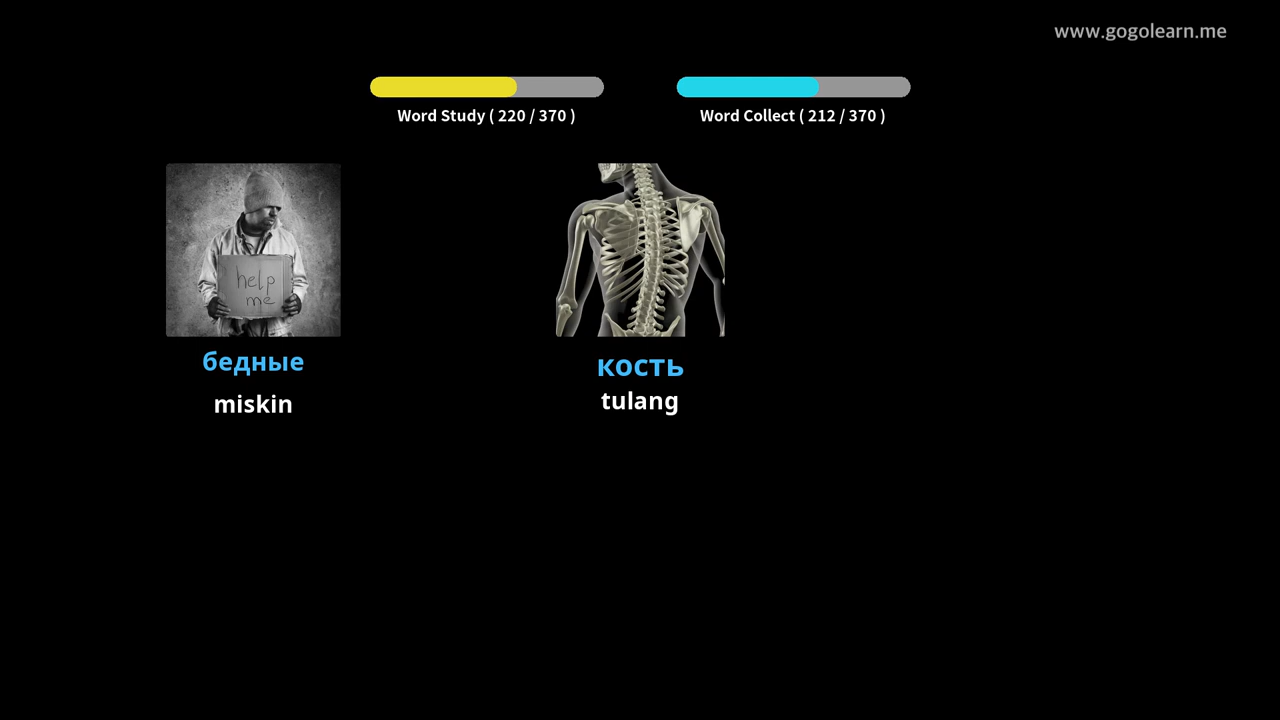 www.gogolearn.me
Word Study ( 220 / 370 )
Word Collect ( 212 / 370 )
help
me
бедные
miskin
кость
tulang